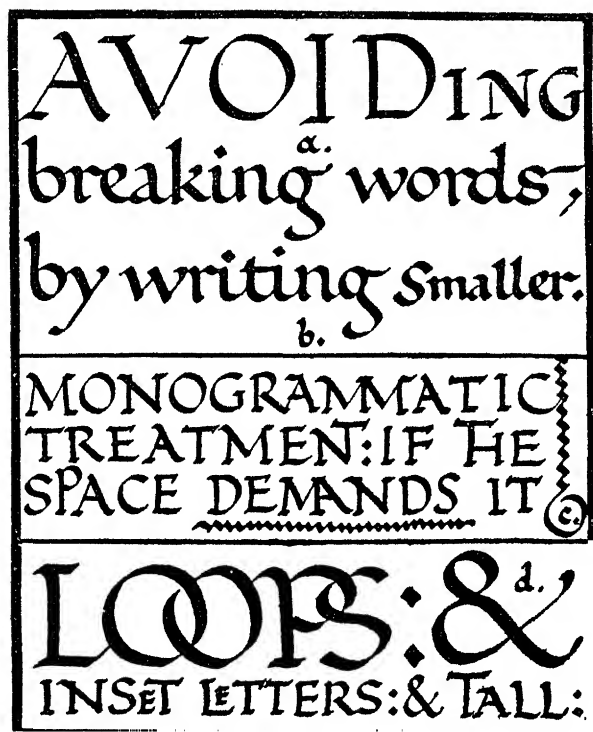 AVOIDING
a.
breaking words,
by writing smaller.
b.
MONOGRAMMATIC
TREATMENT: IF THE
SPACE DEMANDS IT
c.
LOOPS: &
d.
INSET LETTERS: & TALL: